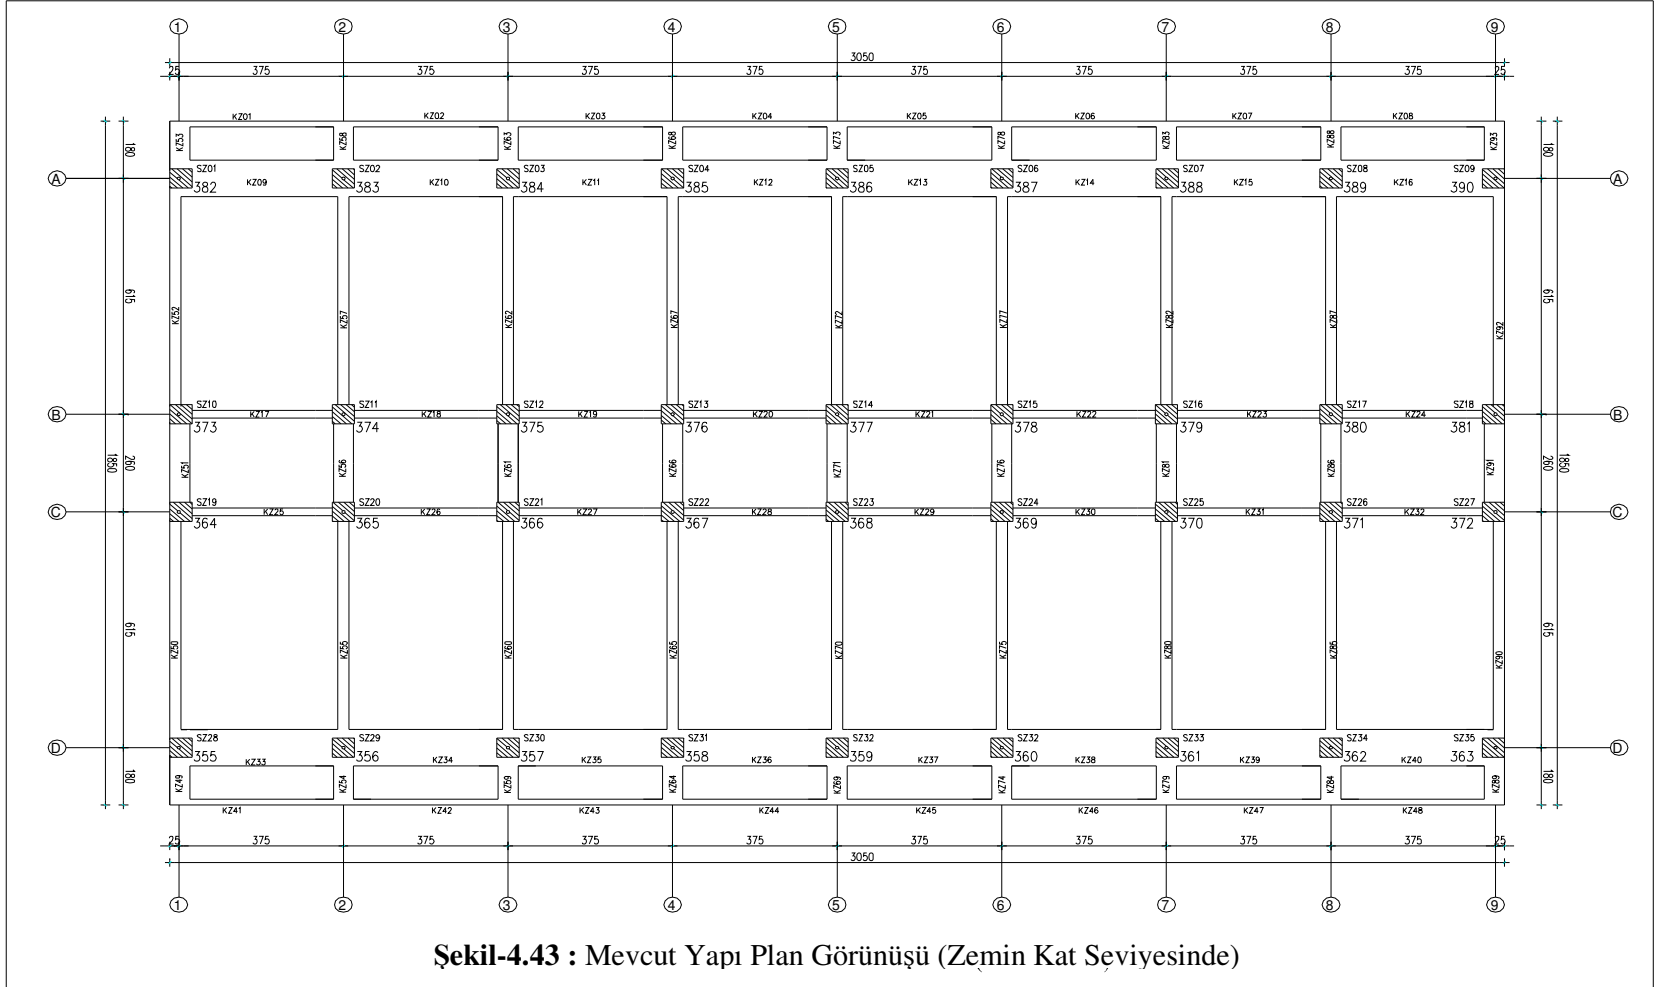 1 2 3 4 5 6 7 8 9
3050
25 375 375 375 375 375 375 375 375 25
KZ01 KZ02 KZ03 KZ04 KZ05 KZ06 KZ07 KZ08
180 KZ53 KZ58 KZ63 KZ68 KZ73 KZ78 KZ83 KZ88 KZ93 180
SZ01 SZ02 SZ03 SZ04 SZ05 SZ06 SZ07 SZ08 SZ09
A KZ09 KZ10 KZ11 KZ12 KZ13 KZ14 KZ15 KZ16 A
382 383 384 385 386 387 388 389 390
615 KZ52 KZ57 KZ62 KZ67 KZ72 KZ77 KZ82 KZ87 KZ92 615
SZ10 SZ11 SZ12 SZ13 SZ14 SZ15 SZ16 SZ17 SZ18
B KZ17 KZ18 KZ19 KZ20 KZ21 KZ22 KZ23 KZ24 B
373 374 375 376 377 378 379 380 381
1850 260 KZ51 KZ56 KZ61 KZ66 KZ71 KZ76 KZ81 KZ86 KZ91 260 1850
SZ19 SZ20 SZ21 SZ22 SZ23 SZ24 SZ25 SZ26 SZ27
C KZ25 KZ26 KZ27 KZ28 KZ29 KZ30 KZ31 KZ32 C
364 365 366 367 368 369 370 371 372
615 KZ50 KZ55 KZ60 KZ65 KZ70 KZ75 KZ80 KZ85 KZ90 615
SZ28 SZ29 SZ30 SZ31 SZ32 SZ32 SZ33 SZ34 SZ35
D 355 356 357 358 359 360 361 362 363 D
KZ33 KZ34 KZ35 KZ36 KZ37 KZ38 KZ39 KZ40
180 KZ49 KZ54 KZ59 KZ64 KZ69 KZ74 KZ79 KZ84 KZ89 180
KZ41 KZ42 KZ43 KZ44 KZ45 KZ46 KZ47 KZ48
25 375 375 375 375 375 375 375 375 25
3050
1 2 3 4 5 6 7 8 9
Şekil-4.43 : Mevcut Yapı Plan Görünüşü (Zemin Kat Seviyesinde)